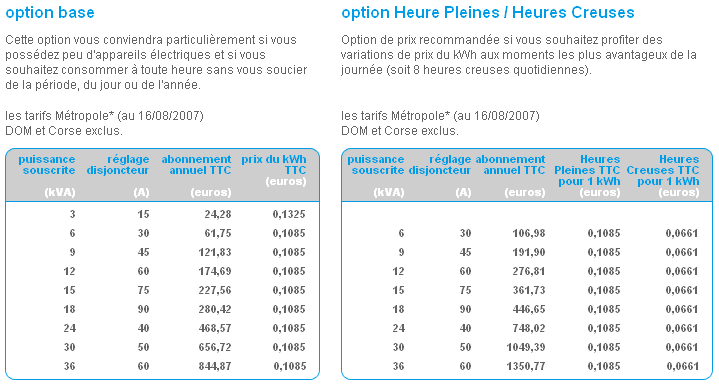 option base
Cette option vous conviendra particulièrement si vous
possédez peu d'appareils électriques et si vous
souhaitez consommer à toute heure sans vous soucier
de la période, du jour ou de l'année.
les tarifs Métropole* (au 16/08/2007)
DOM et Corse exclus.
puissance réglage abonnement prix du kWh
souscrite disjoncteur annuel TTC TTC
(euros)
(kVA) (A) (euros)
3 15 24,28 0,1325
6 30 61,75 0,1085
9 45 121,83 0,1085
12 60 174,69 0,1085
15 75 227,56 0,1085
18 90 280,42 0,1085
24 40 468,57 0,1085
30 50 656,72 0,1085
36 60 844,87 0,1085
option Heure Pleines / Heures Creuses
Option de prix recommandée si vous souhaitez profiter des
variations de prix du kWh aux moments les plus avantageux de la
journée (soit 8 heures creuses quotidiennes).
les tarifs Métropole* (au 16/08/2007)
DOM et Corse exclus.
puissance réglage abonnement Heures Heures
souscrite disjoncteur annuel TTC Pleines TTC Creuses TTC
pour 1 kWh pour 1 kWh
(kVA) (A) (euros) (euros) (euros)
6 30 106,98 0,1085 0,0661
9 45 191,90 0,1085 0,0661
12 60 276,81 0,1085 0,0661
15 75 361,73 0,1085 0,0661
18 90 446,65 0,1085 0,0661
24 40 748,02 0,1085 0,0661
30 50 1049,39 0,1085 0,0661
36 60 1350,77 0,1085 0,0661